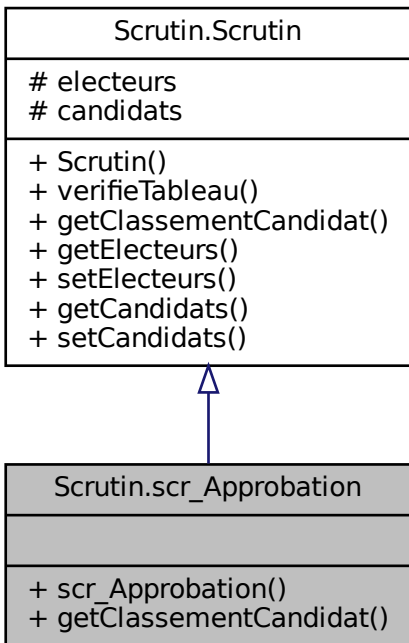 Scrutin.Scrutin
# electeurs
# candidats
+ Scrutin()
+ verifieTableau()
+ getClassementCandidat()
+ getElecteurs()
+ setElecteurs()
+ getCandidats()
+ setCandidats()
Scrutin.scr_Approbation
+ scr_Approbation()
+ getClassementCandidat()